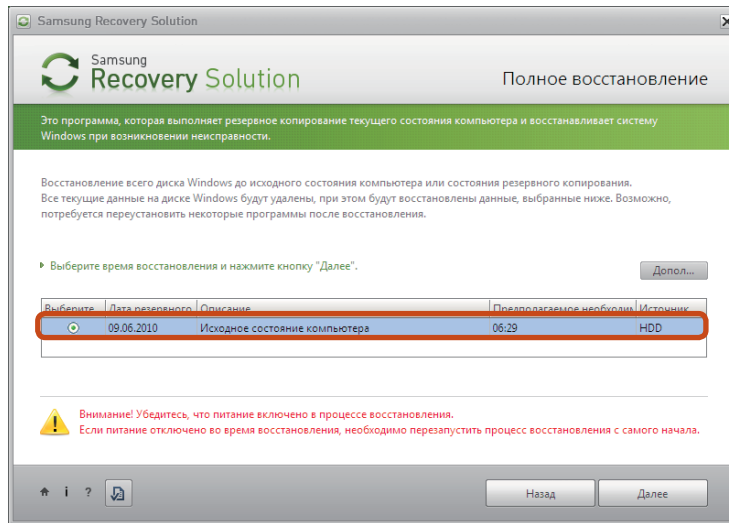 Samsung Recovery Solution
Samsung
Recovery Solution
Полное восстановление
Это программа, которая выполняет резервное копирование текущего состояния компьютера и восстанавливает систему
Windows при возникновении неисправности.
Восстановление всего диска Windows до исходного состояния компьютера или состояния резервного копирования.
Все текущие данные на диске Windows будут удалены, при этом будут восстановлены данные, выбранные ниже. Возможно,
потребуется переустановить некоторые программы после восстановления.
Выберите время восстановления и нажмите кнопку "Далее".
Допол...
Выберите Дата резервного Описание Предполагаемое необходим Источник
09.06.2010 Исходное состояние компьютера 06:29 HDD
Внимание! Убедитесь, что питание включено в процессе восстановления.
Если питание отключено во время восстановления, необходимо перезапустить процесс восстановления с самого начала.
i ? Назад Далее